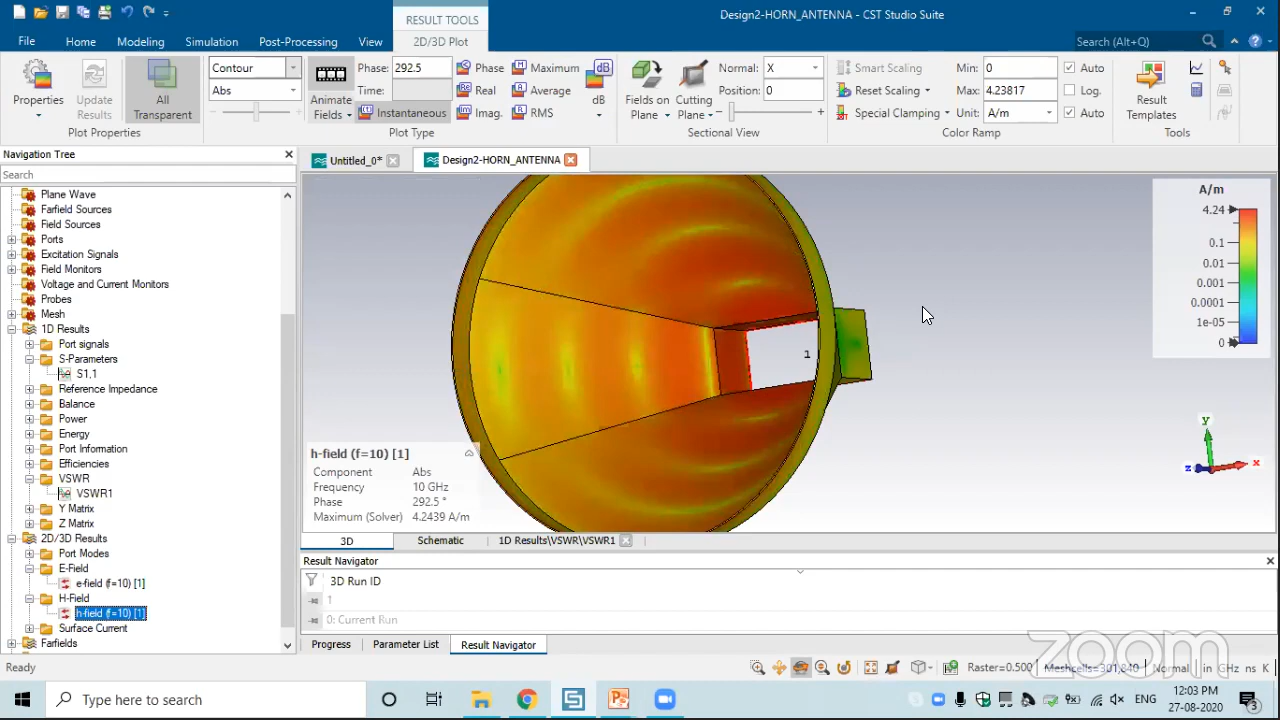 RESULT TOOLS
Design2-HORN_ANTENNA - CST Studio Suite
File Home Modeling Simulation Post-Processing View 2D/3D Plot Search (Alt+Q)
Contour Phase: 292.5 Phase Maximum Normal: X Smart Scaling Min: 0 Auto
Abs Time: Real Average Position: 0 Reset Scaling Max: 4.23817 Log.
Properties Update Results All Transparent Animate Fields Instantaneous Imag. RMS dB Fields on Plane Cutting Plane Special Clamping Unit: A/m Auto Result Templates
Plot Properties Plot Type Sectional View Color Ramp Tools
Navigation Tree
Search
Untitled_0* Design2-HORN_ANTENNA
Plane Wave
Farfield Sources
Field Sources
Ports
Excitation Signals
Field Monitors
Voltage and Current Monitors
Probes
Mesh
1D Results
Port signals
S-Parameters
S1,1
Reference Impedance
Balance
Power
Energy
Port Information
Efficiencies
VSWR
VSWR1
Y Matrix
Z Matrix
2D/3D Results
Port Modes
E-Field
e-field (f=10) [1]
H-Field
h-field (f=10) [1]
Surface Current
Farfields
A/m
4.24
0.1
0.01
0.001
0.0001
1e-05
0
1
y
z
x
h-field (f=10) [1]
Component Abs
Frequency 10 GHz
Phase 292.5 °
Maximum (Solver) 4.2439 A/m
3D Schematic 1D Results\VSWR\VSWR1
Result Navigator
3D Run ID
1
0: Current Run
Progress Parameter List Result Navigator
zoom
Ready Raster=0.500 Meshcells=301,840 Normal in GHz ns K
Type here to search
ENG
12:03 PM
27-08-2020
3